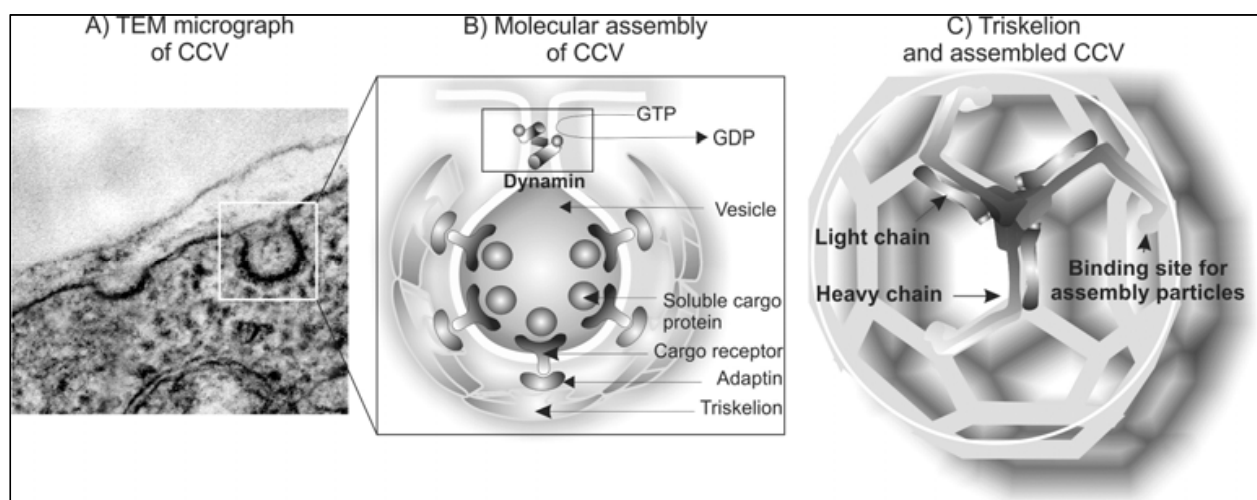 A) TEM micrograph
of CCV
B) Molecular assembly
of CCV
C) Triskelion
and assembled CCV
GTP
GDP
Dynamin
Vesicle
Soluble cargo
protein
Cargo receptor
Adaptin
Triskelion
Light chain
Heavy chain
Binding site for
assembly particles